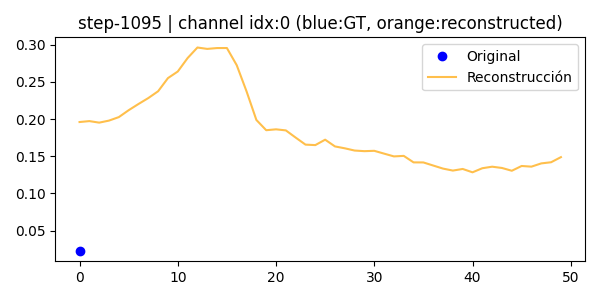 step-1095 | channel idx:0 (blue:GT, orange:reconstructed)
0.30
0.25
0.20
0.15
0.10
0.05
Original
Reconstrucción
0 10 20 30 40 50